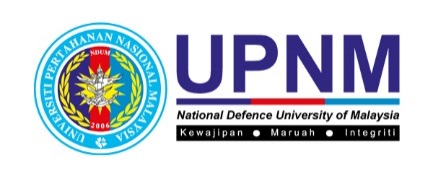 UNIVERSITI PERTAHANAN NASIONAL MALAYSIA
NDUM
2006
UPNM
National Defence University of Malaysia
Kewajipan ● Maruah ● Integriti